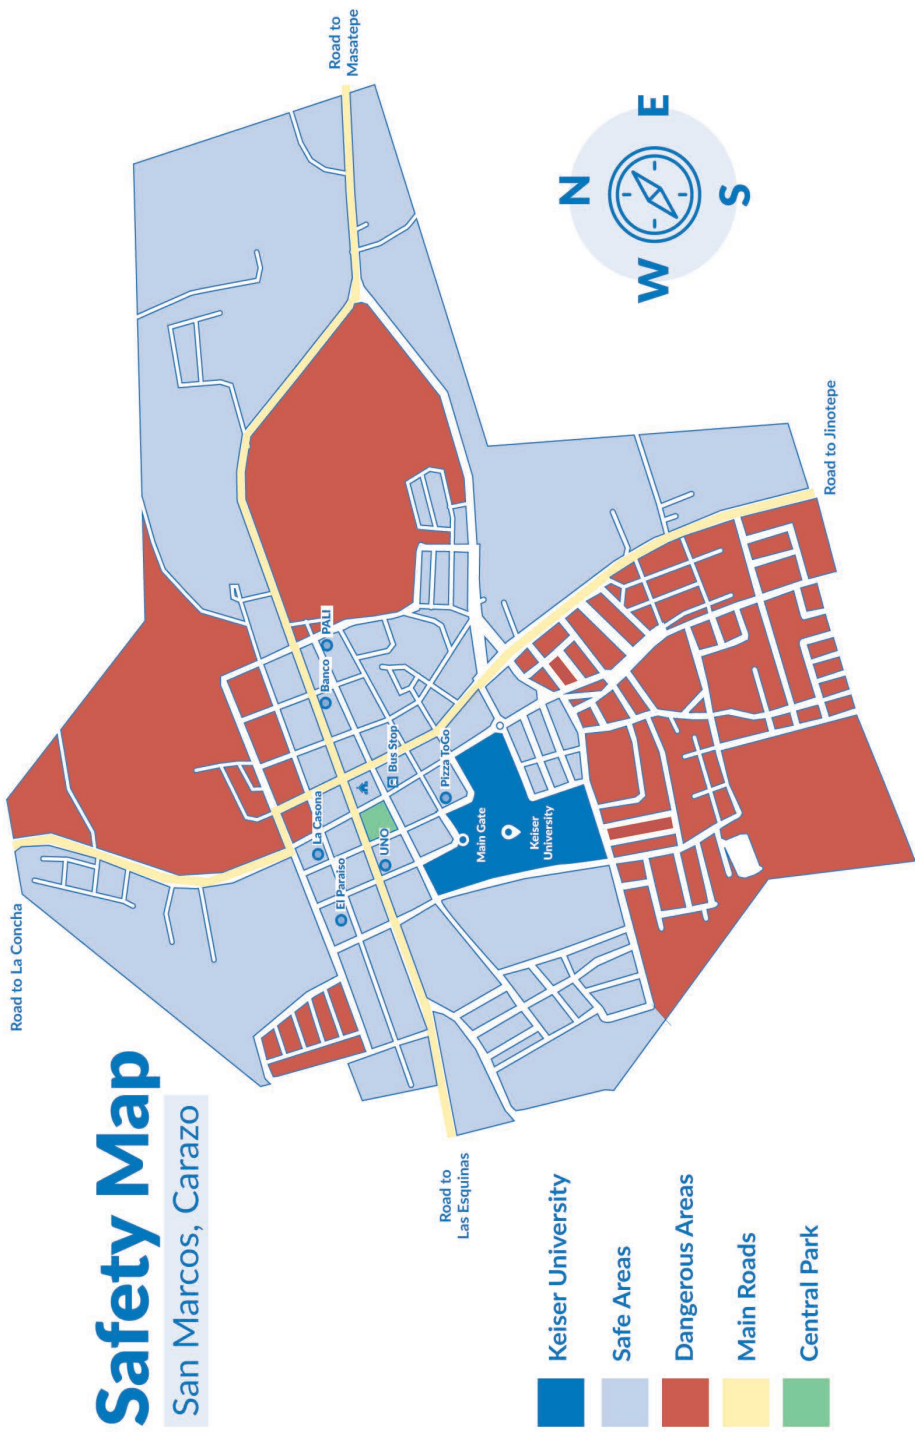 Safety Map
San Marcos, Carazo
Road to La Concha
Road to
Masatepe
Road to
Las Esquinas
Road to Jinotepe
El Paraiso
La Casona
UNO
Banco
PALI
Bus Stop
Pizza ToGo
Main Gate
Keiser
University
N
W
E
S
Keiser University
Safe Areas
Dangerous Areas
Main Roads
Central Park